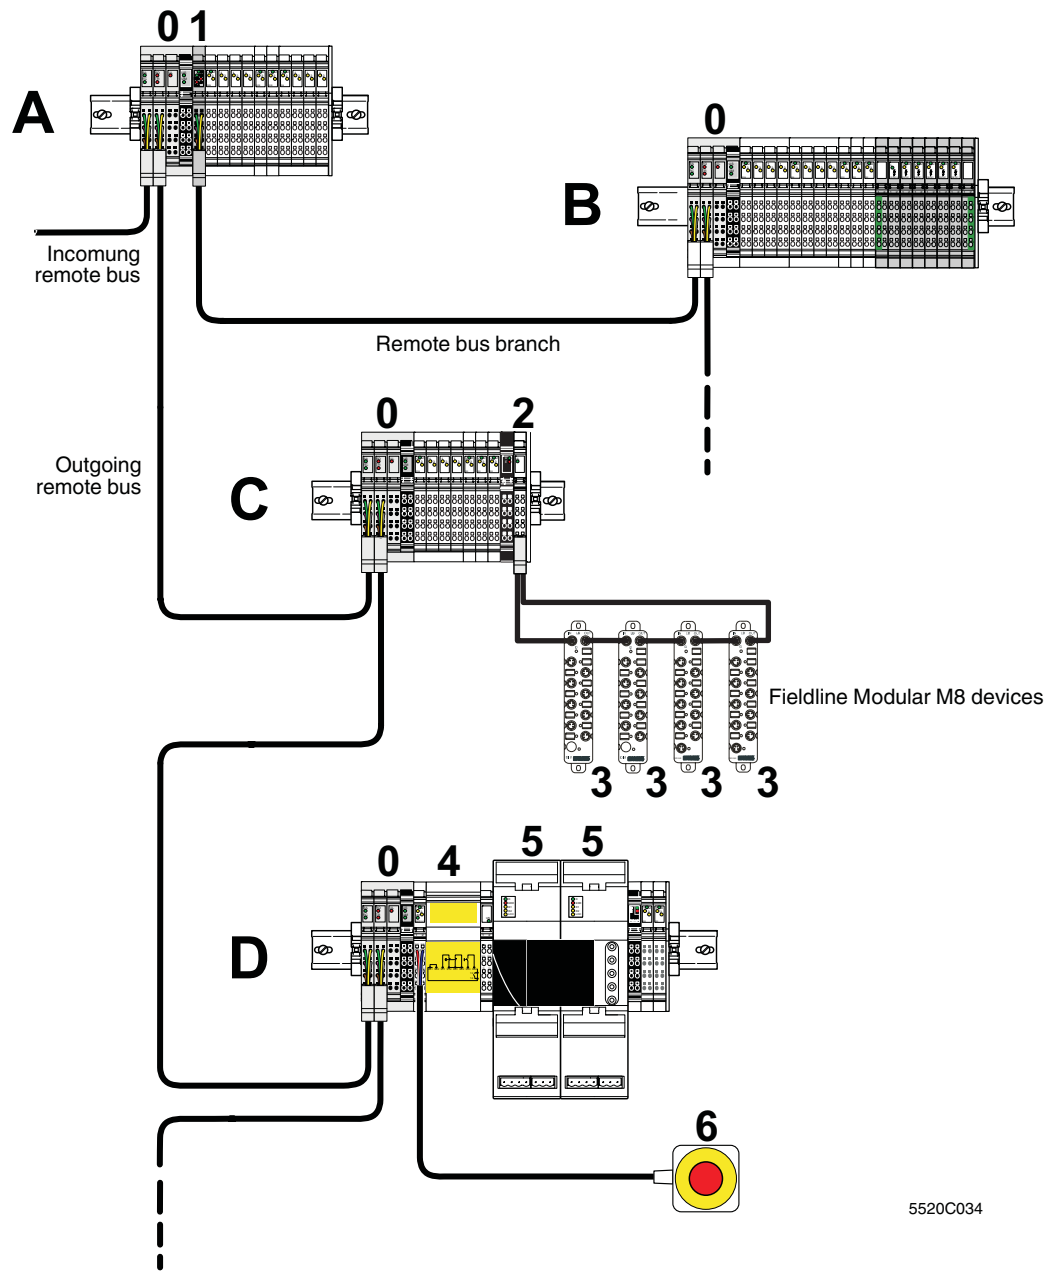 0 1
A
0
B
Incomung
remote bus
Remote bus branch
0 2
Outgoing
remote bus
C
Fieldline Modular M8 devices
3 3 3 3
5 5
0 4
D
6
5520C034